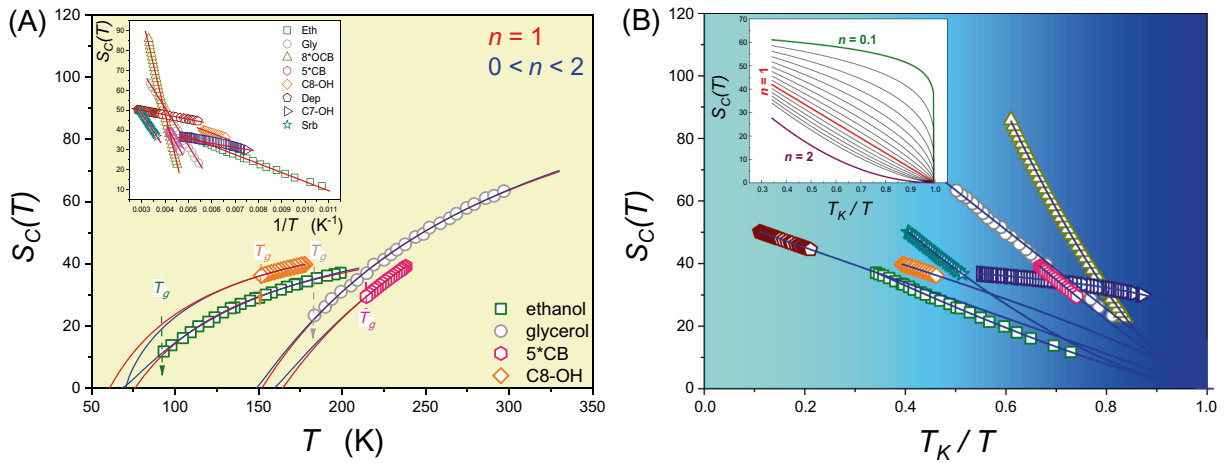 (A)
120
100
80
60
40
20
0
S_C(T)
50
100
150
200
250
300
350
T (K)
n = 1
0 < n < 2
T_g
T_g
T_g
T_g
ethanol
glycerol
5*CB
C8-OH
S_C(T)
90
80
70
60
50
40
30
20
10
0.003
0.004
0.005
0.006
0.007
0.008
0.009
0.010
0.011
1/T (K⁻¹)
Eth
Gly
8*OCB
5*CB
C8-OH
Dep
C7-OH
Srb
(B)
120
100
80
60
40
20
0
S_C(T)
0.0
0.2
0.4
0.6
0.8
1.0
T_K / T
S_C(T)
70
60
50
40
30
20
10
0
0.3
0.4
0.5
0.6
0.7
0.8
0.9
1.0
T_K / T
n = 0.1
n = 1
n = 2